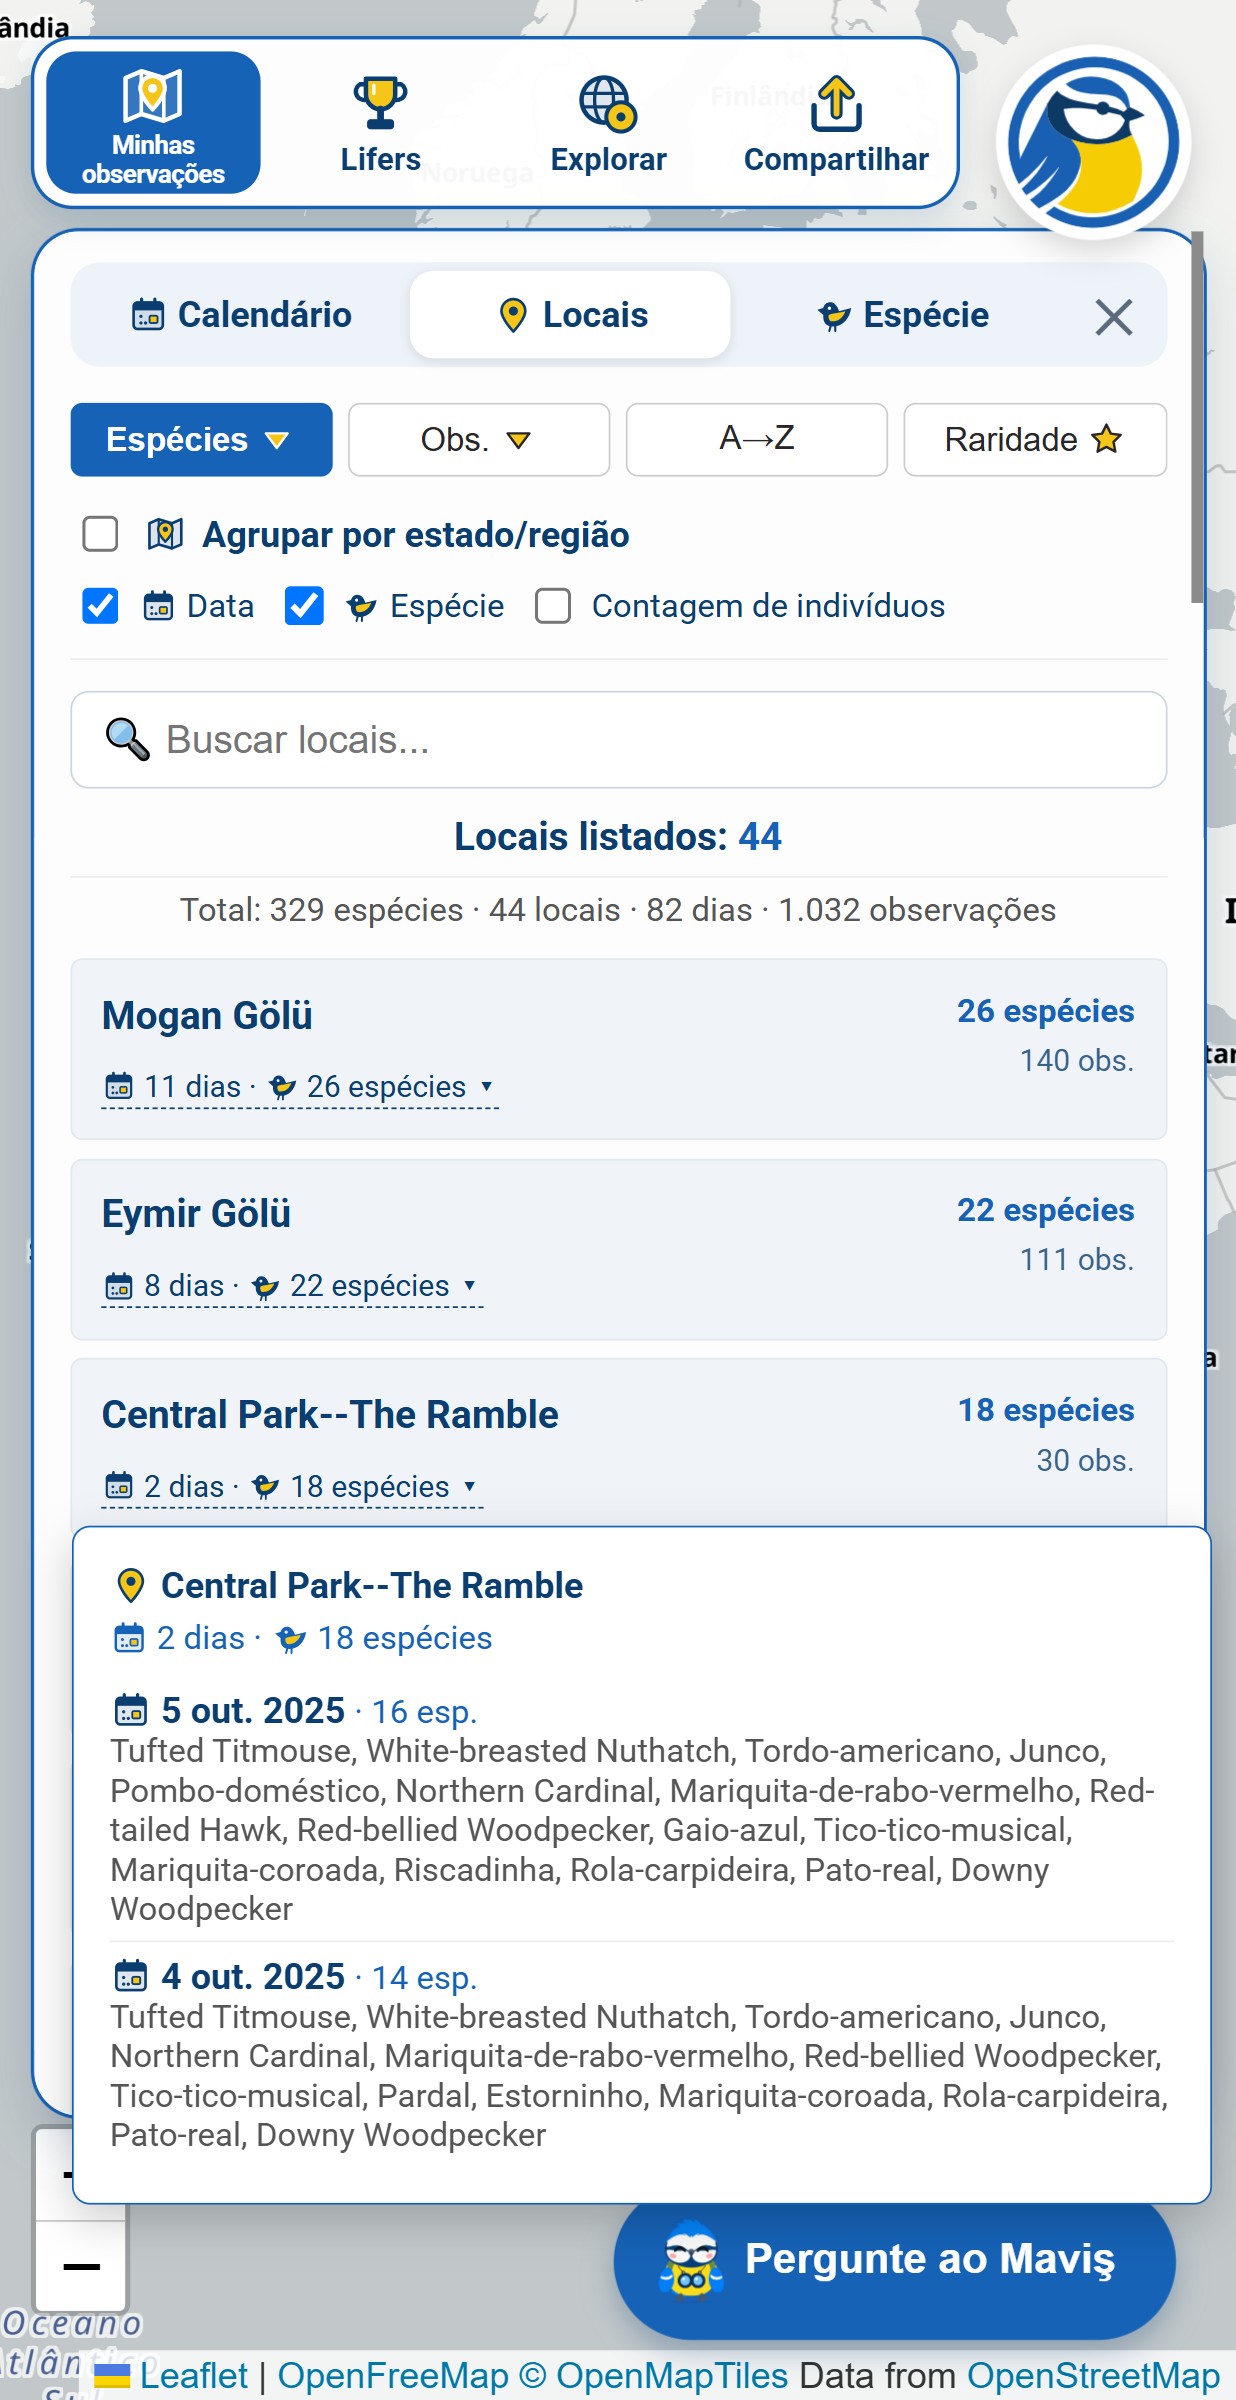 ândia
Minhas
observações
Lifers
Explorar
Compartilhar
Finlândi
Noruega
Calendário
Locais
Espécie
Espécies
Obs.
A→Z
Raridade
Agrupar por estado/região
Data
Espécie
Contagem de indivíduos
Buscar locais...
Locais listados: 44
Total: 329 espécies · 44 locais · 82 dias · 1.032 observações
Mogan Gölü
26 espécies
140 obs.
11 dias · 26 espécies
Eymir Gölü
22 espécies
111 obs.
8 dias · 22 espécies
Central Park--The Ramble
18 espécies
30 obs.
2 dias · 18 espécies
Central Park--The Ramble
2 dias · 18 espécies
5 out. 2025 · 16 esp.
Tufted Titmouse, White-breasted Nuthatch, Tordo-americano, Junco,
Pombo-doméstico, Northern Cardinal, Mariquita-de-rabo-vermelho, Red-
tailed Hawk, Red-bellied Woodpecker, Gaio-azul, Tico-tico-musical,
Mariquita-coroada, Riscadinha, Rola-carpideira, Pato-real, Downy
Woodpecker
4 out. 2025 · 14 esp.
Tufted Titmouse, White-breasted Nuthatch, Tordo-americano, Junco,
Northern Cardinal, Mariquita-de-rabo-vermelho, Red-bellied Woodpecker,
Tico-tico-musical, Pardal, Estorninho, Mariquita-coroada, Rola-carpideira,
Pato-real, Downy Woodpecker
Pergunte ao Maviş
Oceano
Leaflet | OpenFreeMap © OpenMapTiles Data from OpenStreetMap